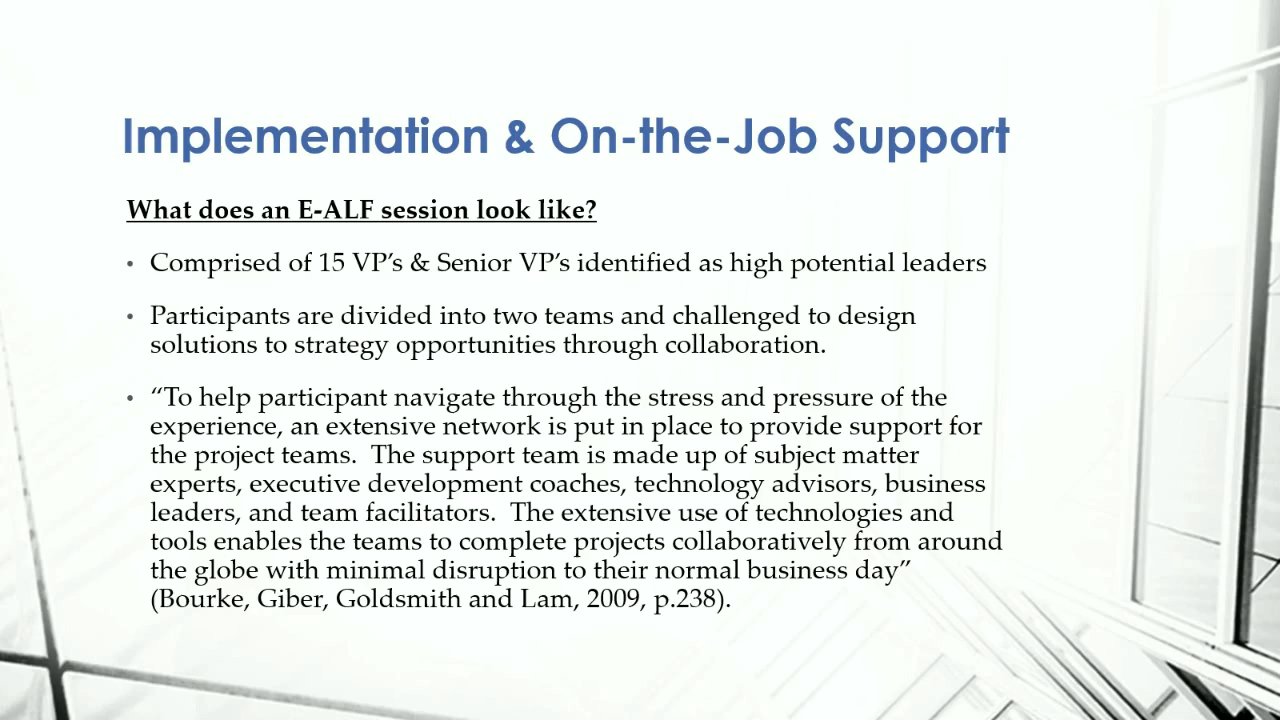 Implementation & On-the-Job Support
What does an E-ALF session look like?
• Comprised of 15 VP’s & Senior VP’s identified as high potential leaders
• Participants are divided into two teams and challenged to design
solutions to strategy opportunities through collaboration.
• “To help participant navigate through the stress and pressure of the
experience, an extensive network is put in place to provide support for
the project teams.  The support team is made up of subject matter
experts, executive development coaches, technology advisors, business
leaders, and team facilitators.  The extensive use of technologies and
tools enables the teams to complete projects collaboratively from around
the globe with minimal disruption to their normal business day”
(Bourke, Giber, Goldsmith and Lam, 2009, p.238).